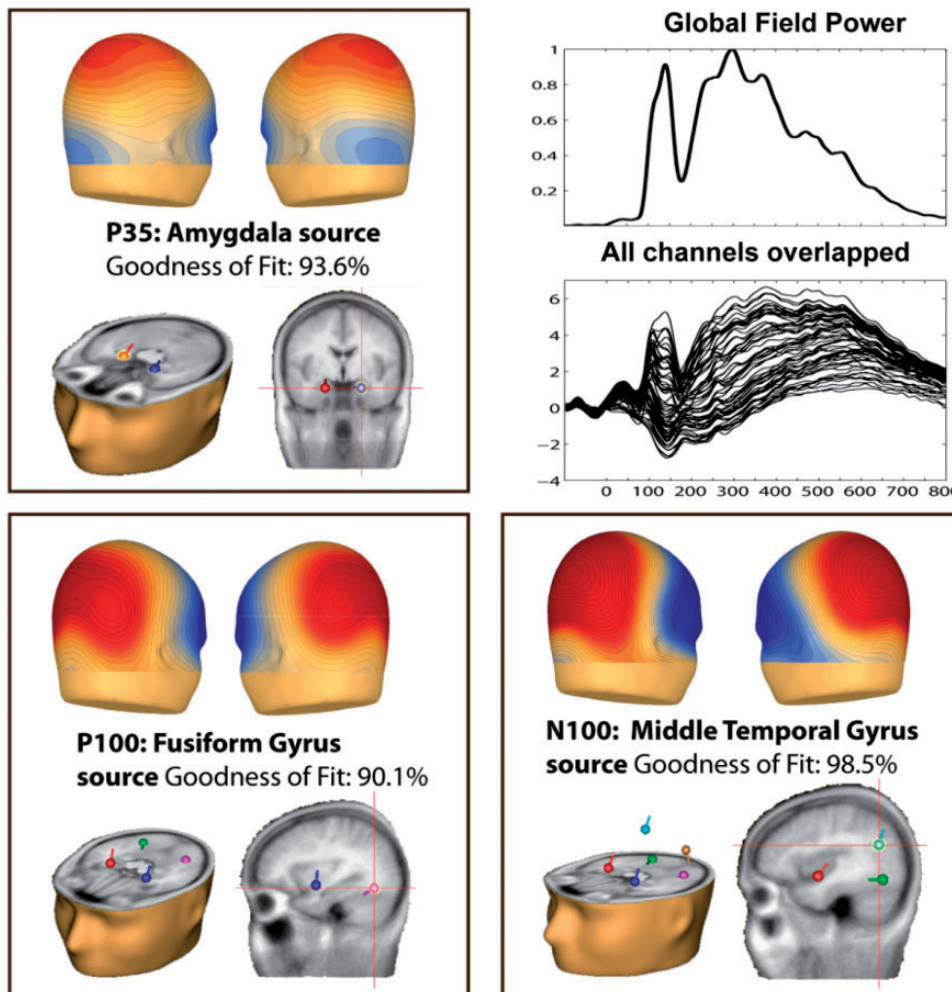 P35: Amygdala source
Goodness of Fit: 93.6%
Global Field Power
1
0.8
0.6
0.4
0.2
All channels overlapped
6
4
2
0
−2
−4
0 100 200 300 400 500 600 700 800
P100: Fusiform Gyrus
source Goodness of Fit: 90.1%
N100: Middle Temporal Gyrus
source Goodness of Fit: 98.5%